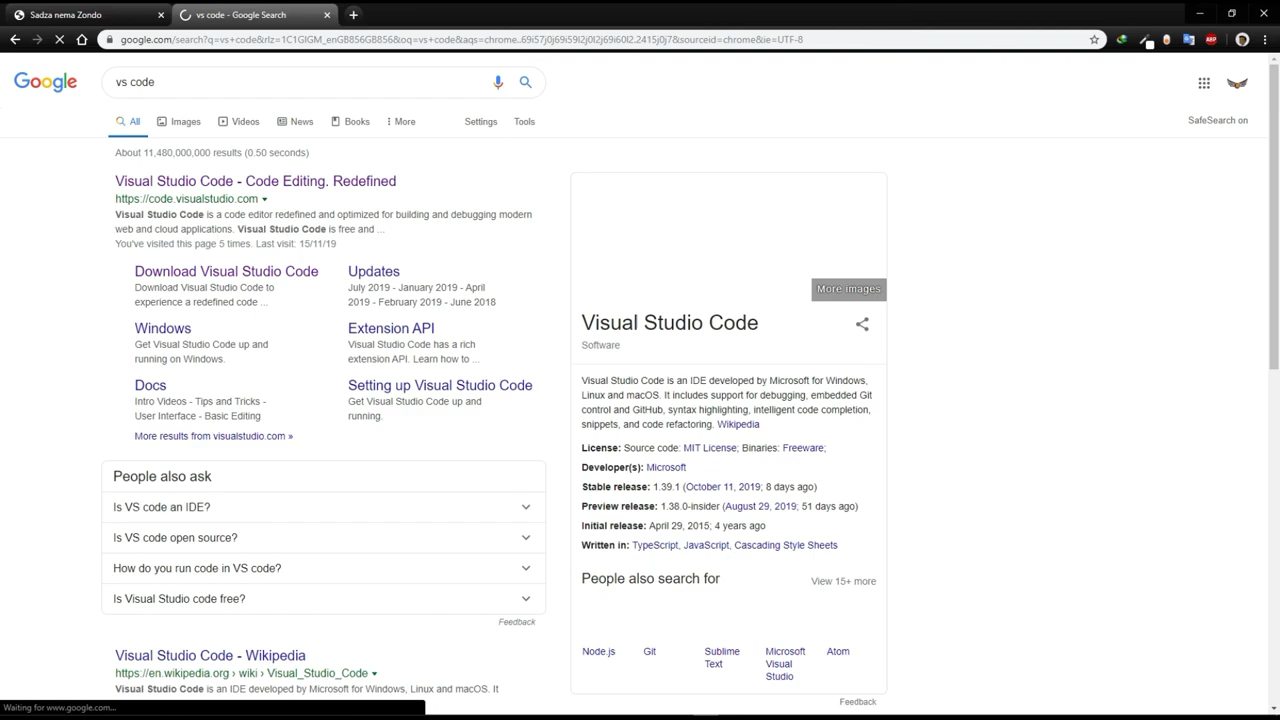 Sadza nema Zondo
vs code - Google Search
google.com/search?q=vs+code&rlz=1C1GIGM_enGB856GB856&oq=vs+code&aqs=chrome..69i57j0j69i59l2j0l2j69i60l2.2415j0j7&sourceid=chrome&ie=UTF-8
ABP
Google
vs code
All
Images
Videos
News
Books
More
Settings
Tools
SafeSearch on
About 11,480,000,000 results (0.50 seconds)
Visual Studio Code - Code Editing. Redefined
https://code.visualstudio.com
Visual Studio Code is a code editor redefined and optimized for building and debugging modern
web and cloud applications. Visual Studio Code is free and ...
You've visited this page 5 times. Last visit: 15/11/19
Download Visual Studio Code
Download Visual Studio Code to
experience a redefined code ...
Updates
July 2019 - January 2019 - April
2019 - February 2019 - June 2018
Windows
Get Visual Studio Code up and
running on Windows.
Extension API
Visual Studio Code has a rich
extension API. Learn how to ...
Docs
Intro Videos - Tips and Tricks -
User Interface - Basic Editing
Setting up Visual Studio Code
Get Visual Studio Code up and
running.
More results from visualstudio.com »
People also ask
Is VS code an IDE?
Is VS code open source?
How do you run code in VS code?
Is Visual Studio code free?
Feedback
Visual Studio Code - Wikipedia
https://en.wikipedia.org › wiki › Visual_Studio_Code
Visual Studio Code is an IDE developed by Microsoft for Windows, Linux and macOS. It
More images
Visual Studio Code
Software
Visual Studio Code is an IDE developed by Microsoft for Windows,
Linux and macOS. It includes support for debugging, embedded Git
control and GitHub, syntax highlighting, intelligent code completion,
snippets, and code refactoring. Wikipedia
License: Source code: MIT License; Binaries: Freeware;
Developer(s): Microsoft
Stable release: 1.39.1 (October 11, 2019; 8 days ago)
Preview release: 1.38.0-insider (August 29, 2019; 51 days ago)
Initial release: April 29, 2015; 4 years ago
Written in: TypeScript, JavaScript, Cascading Style Sheets
People also search for
View 15+ more
Node.js
Git
Sublime
Text
Microsoft
Visual
Studio
Atom
Feedback
Waiting for www.google.com...